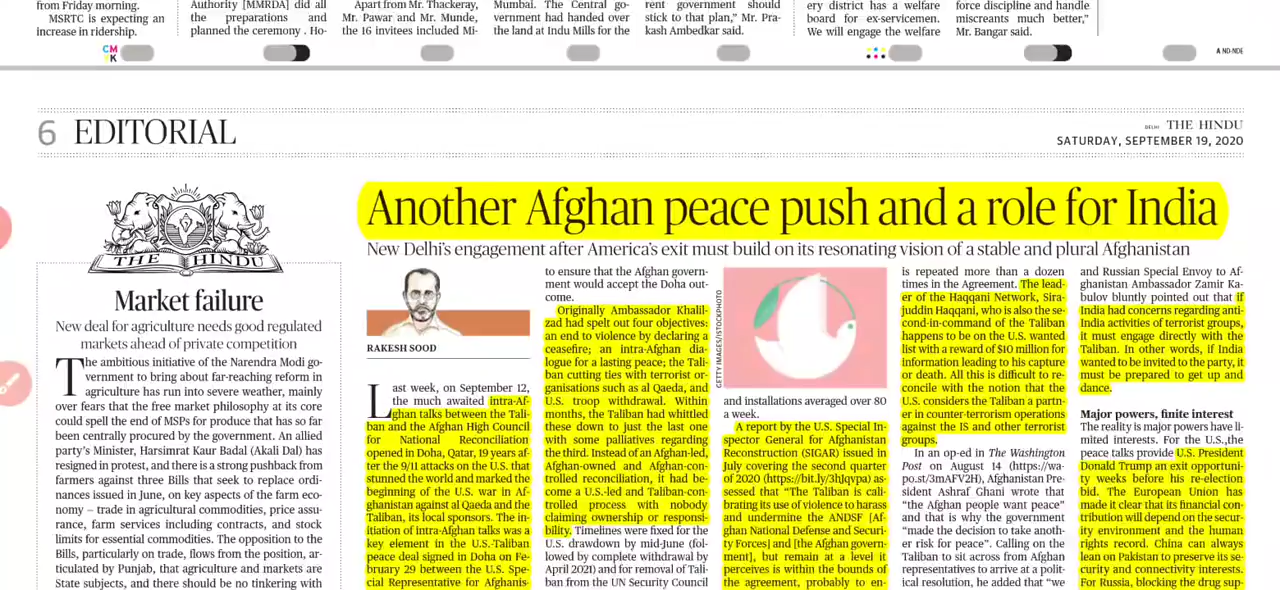 from Friday morning.
MSRTC is expecting an
increase in ridership.
Authority [MMRDA] did all
the preparations and
planned the ceremony . Ho-
Apart from Mr. Thackeray,
Mr. Pawar and Mr. Munde,
the 16 invitees included Mi-
Mumbai. The Central go-
vernment had handed over
the land at Indu Mills for the
rent government should
stick to that plan,” Mr. Pra-
kash Ambedkar said.
ery district has a welfare
board for ex-servicemen.
We will engage the welfare
force discipline and handle
miscreants much better,”
Mr. Bangar said.
CM
YK
A ND-NDE
6 EDITORIAL
DELHI THE HINDU
SATURDAY, SEPTEMBER 19, 2020
THE HINDU
Market failure
New deal for agriculture needs good regulated
markets ahead of private competition
The ambitious initiative of the Narendra Modi go-
vernment to bring about far-reaching reform in
agriculture has run into severe weather, mainly
over fears that the free market philosophy at its core
could spell the end of MSPs for produce that has so far
been centrally procured by the government. An allied
party’s Minister, Harsimrat Kaur Badal (Akali Dal) has
resigned in protest, and there is a strong pushback from
farmers against three Bills that seek to replace ordi-
nances issued in June, on key aspects of the farm eco-
nomy – trade in agricultural commodities, price assu-
rance, farm services including contracts, and stock
limits for essential commodities. The opposition to the
Bills, particularly on trade, flows from the position, ar-
ticulated by Punjab, that agriculture and markets are
State subjects, and there should be no tinkering with
Another Afghan peace push and a role for India
New Delhi’s engagement after America’s exit must build on its resonating vision of a stable and plural Afghanistan
RAKESH SOOD
Last week, on September 12,
the much awaited intra-Af-
ghan talks between the Tali-
ban and the Afghan High Council
for National Reconciliation
opened in Doha, Qatar, 19 years af-
ter the 9/11 attacks on the U.S. that
stunned the world and marked the
beginning of the U.S. war in Af-
ghanistan against al Qaeda and the
Taliban, its local sponsors. The in-
itiation of intra-Afghan talks was a
key element in the U.S.-Taliban
peace deal signed in Doha on Fe-
bruary 29 between the U.S. Spe-
cial Representative for Afghanis-
to ensure that the Afghan govern-
ment would accept the Doha out-
come.
Originally Ambassador Khalil-
zad had spelt out four objectives:
an end to violence by declaring a
ceasefire; an intra-Afghan dia-
logue for a lasting peace; the Tali-
ban cutting ties with terrorist or-
ganisations such as al Qaeda, and
U.S. troop withdrawal. Within
months, the Taliban had whittled
these down to just the last one
with some palliatives regarding
the third. Instead of an Afghan-led,
Afghan-owned and Afghan-con-
trolled reconciliation, it had be-
come a U.S.-led and Taliban-con-
trolled process with nobody
claiming ownership or responsi-
bility. Timelines were fixed for the
U.S. drawdown by mid-June (fol-
lowed by complete withdrawal by
April 2021) and for removal of Tali-
ban from the UN Security Council
GETTY IMAGES/ISTOCKPHOTO
and installations averaged over 80
a week.
A report by the U.S. Special In-
spector General for Afghanistan
Reconstruction (SIGAR) issued in
July covering the second quarter
of 2020 (https://bit.ly/3hJqvpa) as-
sessed that “The Taliban is cali-
brating its use of violence to harass
and undermine the ANDSF [Af-
ghan National Defense and Securi-
ty Forces] and [the Afghan govern-
ment], but remain at a level it
perceives is within the bounds of
the agreement, probably to en-
is repeated more than a dozen
times in the Agreement. The lead-
er of the Haqqani Network, Sira-
juddin Haqqani, who is also the se-
cond-in-command of the Taliban
happens to be on the U.S. wanted
list with a reward of $10 million for
information leading to his capture
or death. All this is difficult to re-
concile with the notion that the
U.S. considers the Taliban a part-
ner in counter-terrorism operations
against the IS and other terrorist
groups.
In an op-ed in The Washington
Post on August 14 (https://wa-
po.st/3mAFV2H), Afghanistan Pre-
sident Ashraf Ghani wrote that
“the Afghan people want peace”
and that is why the government
“made the decision to take anoth-
er risk for peace”. Calling on the
Taliban to sit across from Afghan
representatives to arrive at a pol-
itical resolution, he added that “we
and Russian Special Envoy to Af-
ghanistan Ambassador Zamir Ka-
bulov bluntly pointed out that if
India had concerns regarding anti-
India activities of terrorist groups,
it must engage directly with the
Taliban. In other words, if India
wanted to be invited to the party, it
must be prepared to get up and
dance.
Major powers, finite interest
The reality is major powers have li-
mited interests. For the U.S.,the
peace talks provide U.S. President
Donald Trump an exit opportuni-
ty weeks before his re-election
bid. The European Union has
made it clear that its financial con-
tribution will depend on the secur-
ity environment and the human
rights record. China can always
lean on Pakistan to preserve its se-
curity and connectivity interests.
For Russia, blocking the drug sup-